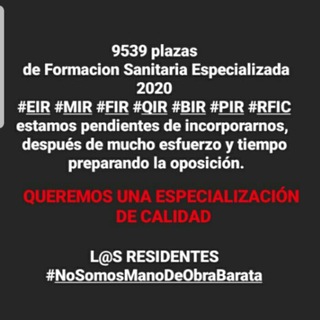 9539 plazas
de Formacion Sanitaria Especializada
2020
#EIR #MIR #FIR #QIR #BIR #PIR #RFIC
estamos pendientes de incorporarnos,
después de mucho esfuerzo y tiempo
preparando la oposición.
QUEREMOS UNA ESPECIALIZACIÓN
DE CALIDAD
L@S RESIDENTES
#NoSomosManoDeObraBarata